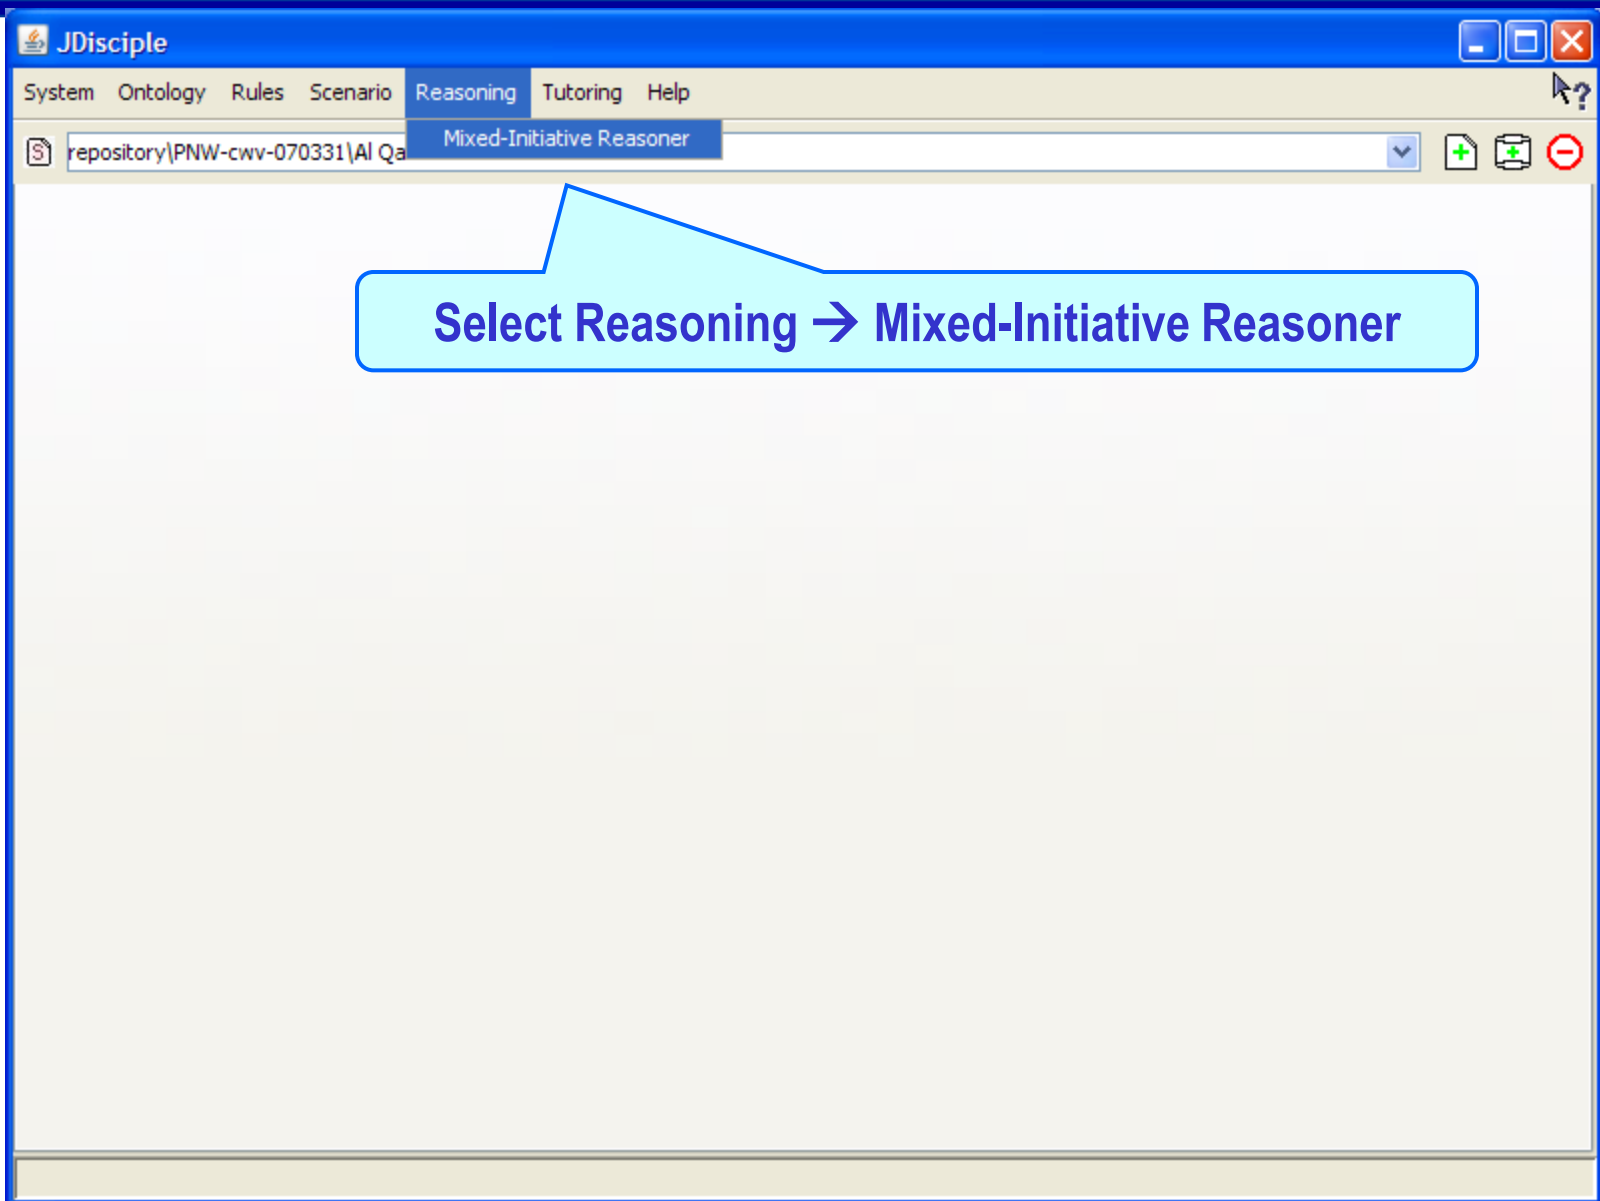 JDisciple
System Ontology Rules Scenario Reasoning Tutoring Help
Mixed-Initiative Reasoner
repository\PNW-cwv-070331\Al Qa
Select Reasoning → Mixed-Initiative Reasoner